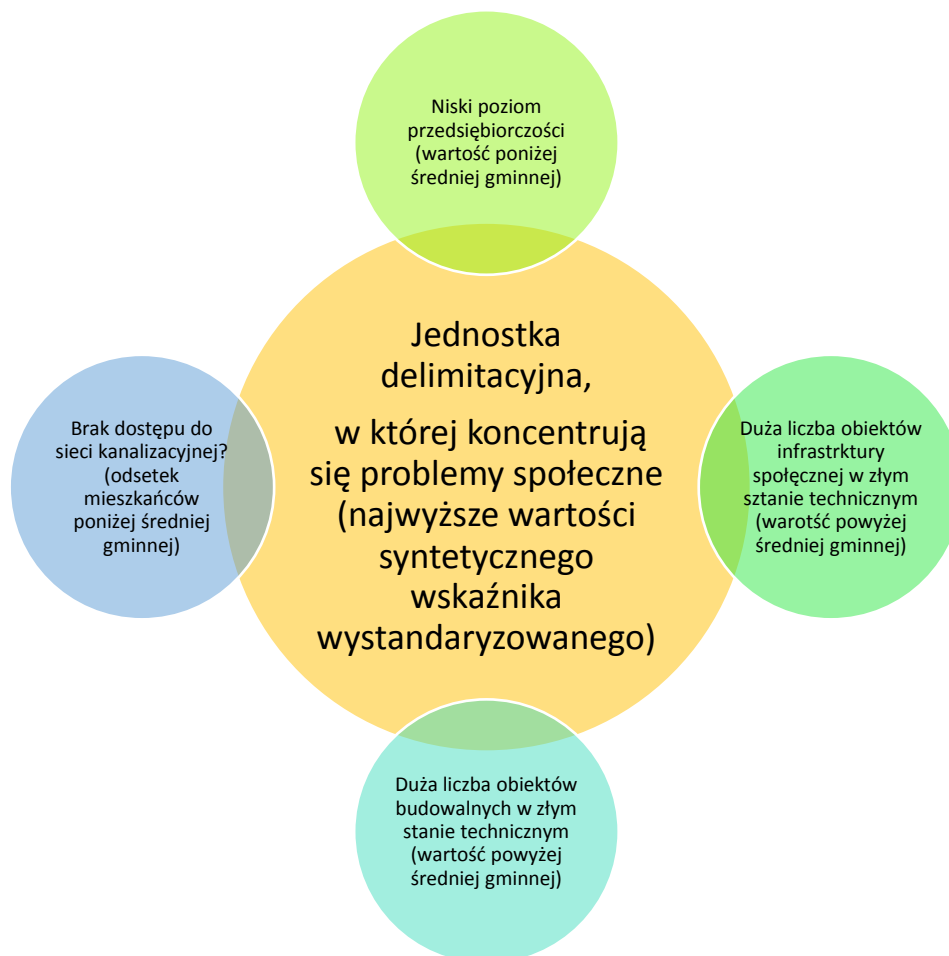 Niski poziom
przedsiębiorczości
(wartość poniżej
średniej gminnej)
Jednostka
delimitacyjna,
w której koncentrują
się problemy społeczne
(najwyższe wartości
syntetycznego
wskaźnika
wystandaryzowanego)
Brak dostępu do
sieci kanalizacyjnej?
(odsetek
mieszkańców
poniżej średniej
gminnej)
Duża liczba obiektów
infrastrktury
społęcznej w złym
sztanie technicznym
(warotść powyżej
średniej gminnej)
Duża liczba obiektów
budowalnych w złym
stanie technicznym
(wartość powyżej
średniej gminnej)